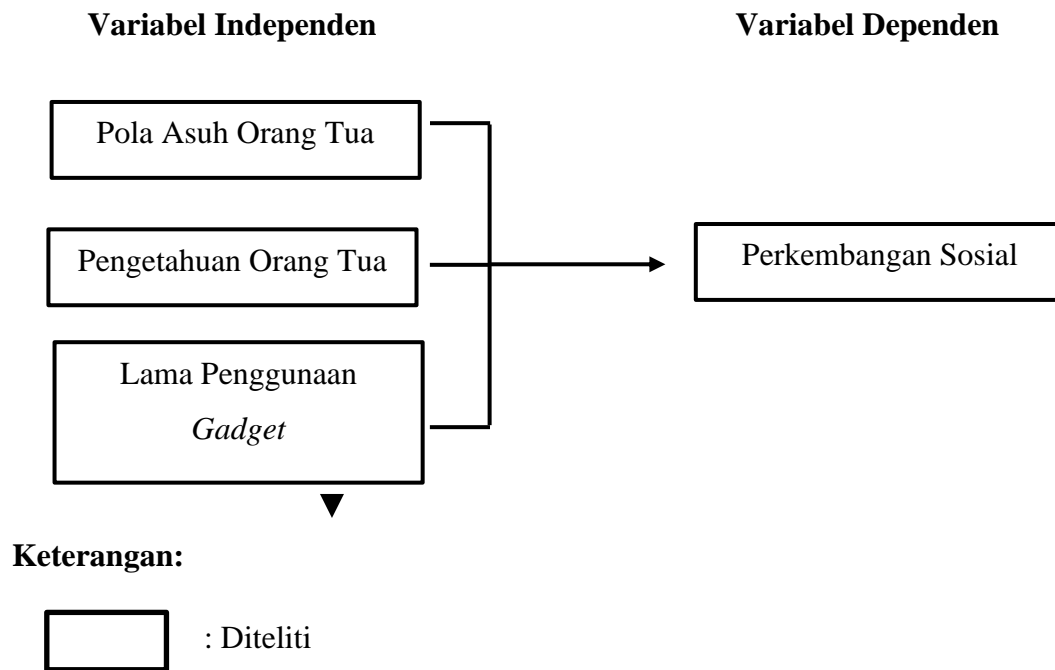 Variabel Independen
Variabel Dependen
Pola Asuh Orang Tua
Pengetahuan Orang Tua
Perkembangan Sosial
Lama Penggunaan
Gadget
Keterangan:
: Diteliti